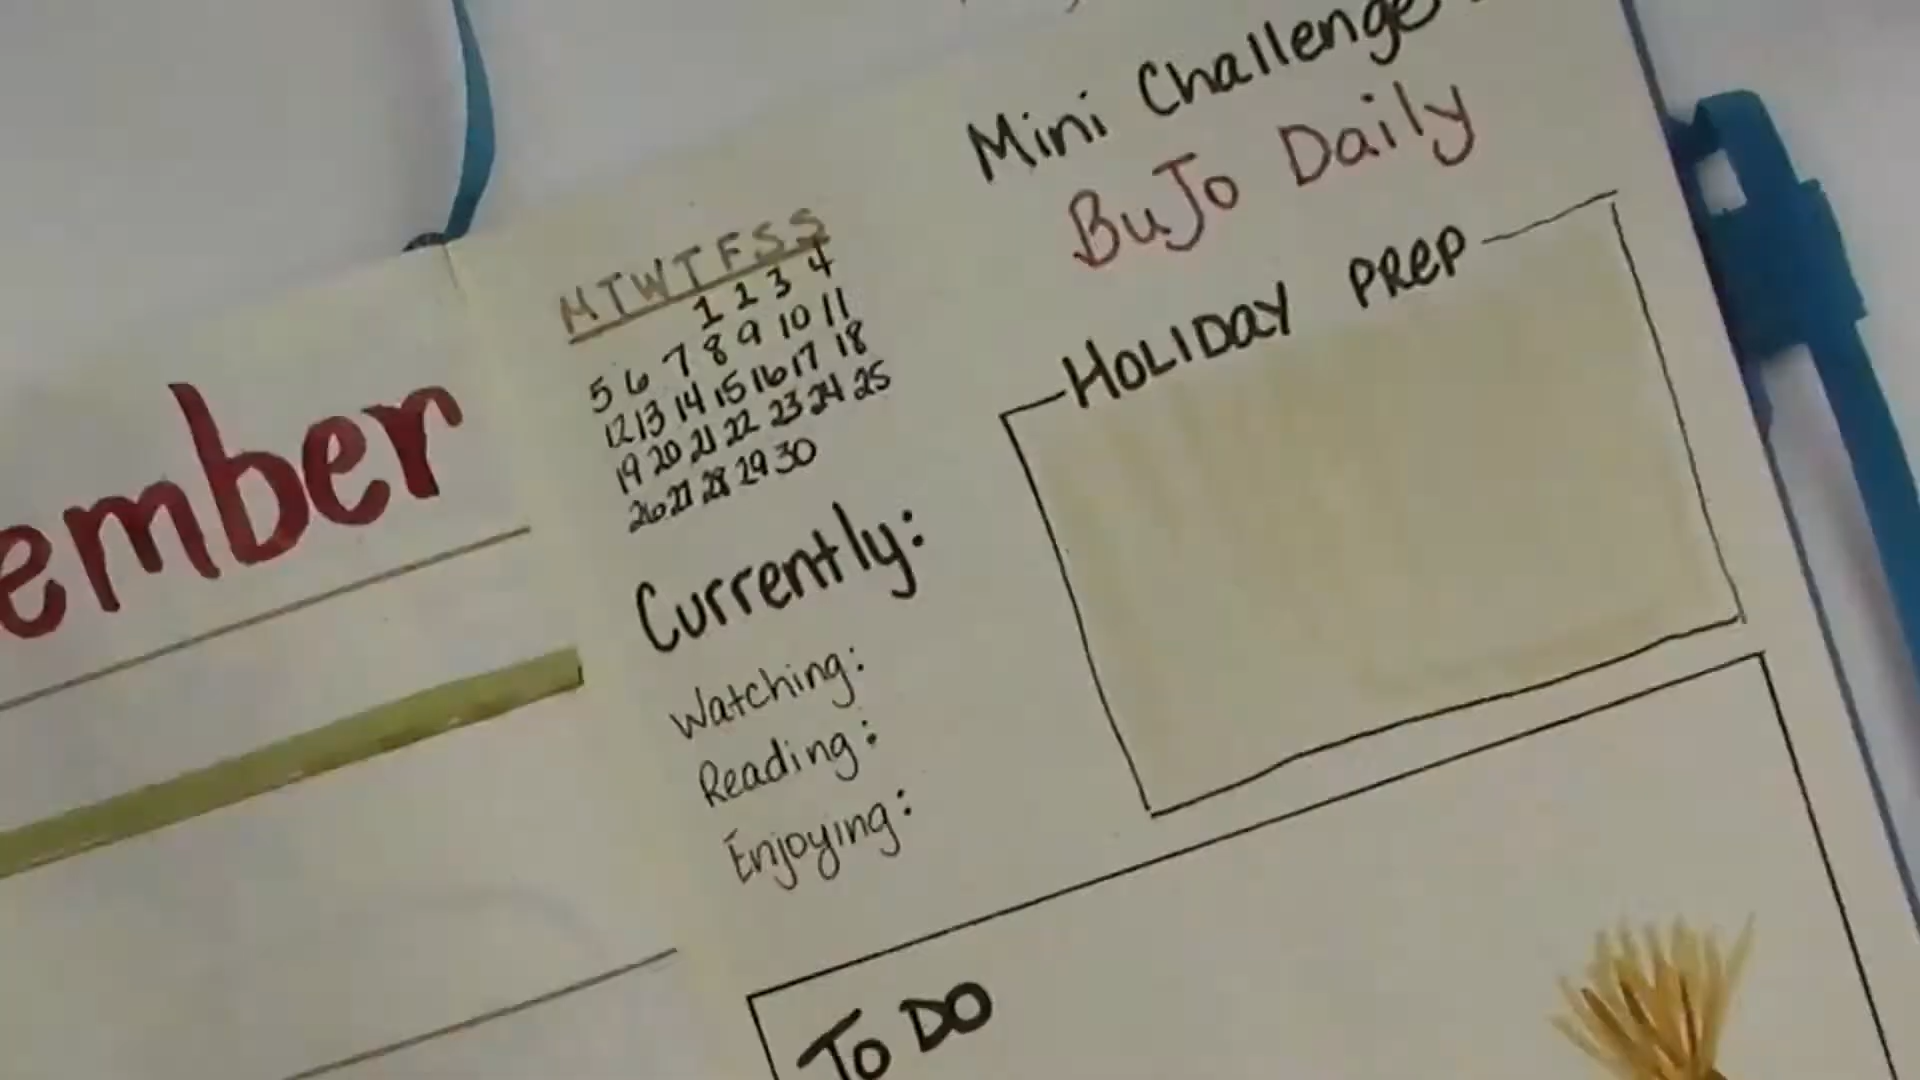 ember
M T W T F S S
1 2 3 4
5 6 7 8 9 10 11
12 13 14 15 16 17 18
19 20 21 22 23 24 25
26 27 28 29 30
Currently:
Watching:
Reading:
Enjoying:
Mini Challenge
BuJo Daily
HOLIDAY PREP
TO DO